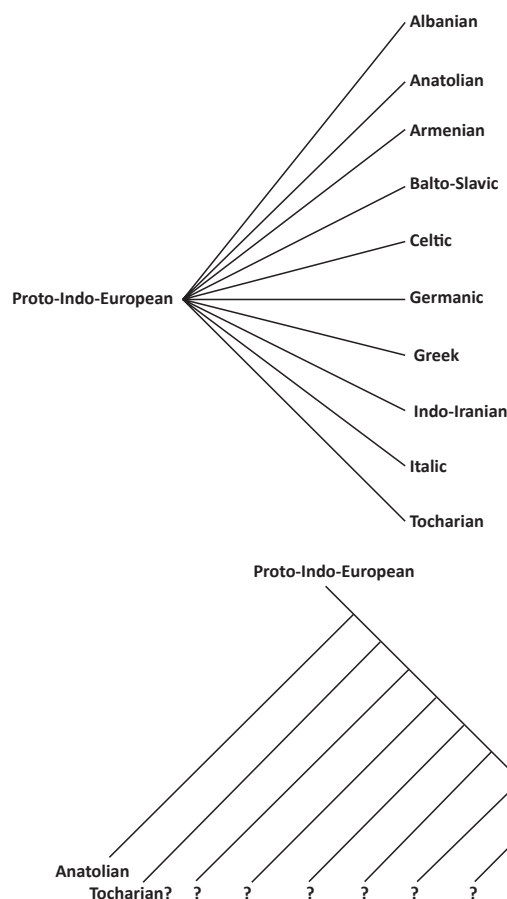 Albanian
Anatolian
Armenian
Balto-Slavic
Celtic
Proto-Indo-European
Germanic
Greek
Indo-Iranian
Italic
Tocharian
Proto-Indo-European
Anatolian
Tocharian? ? ? ? ? ? ?